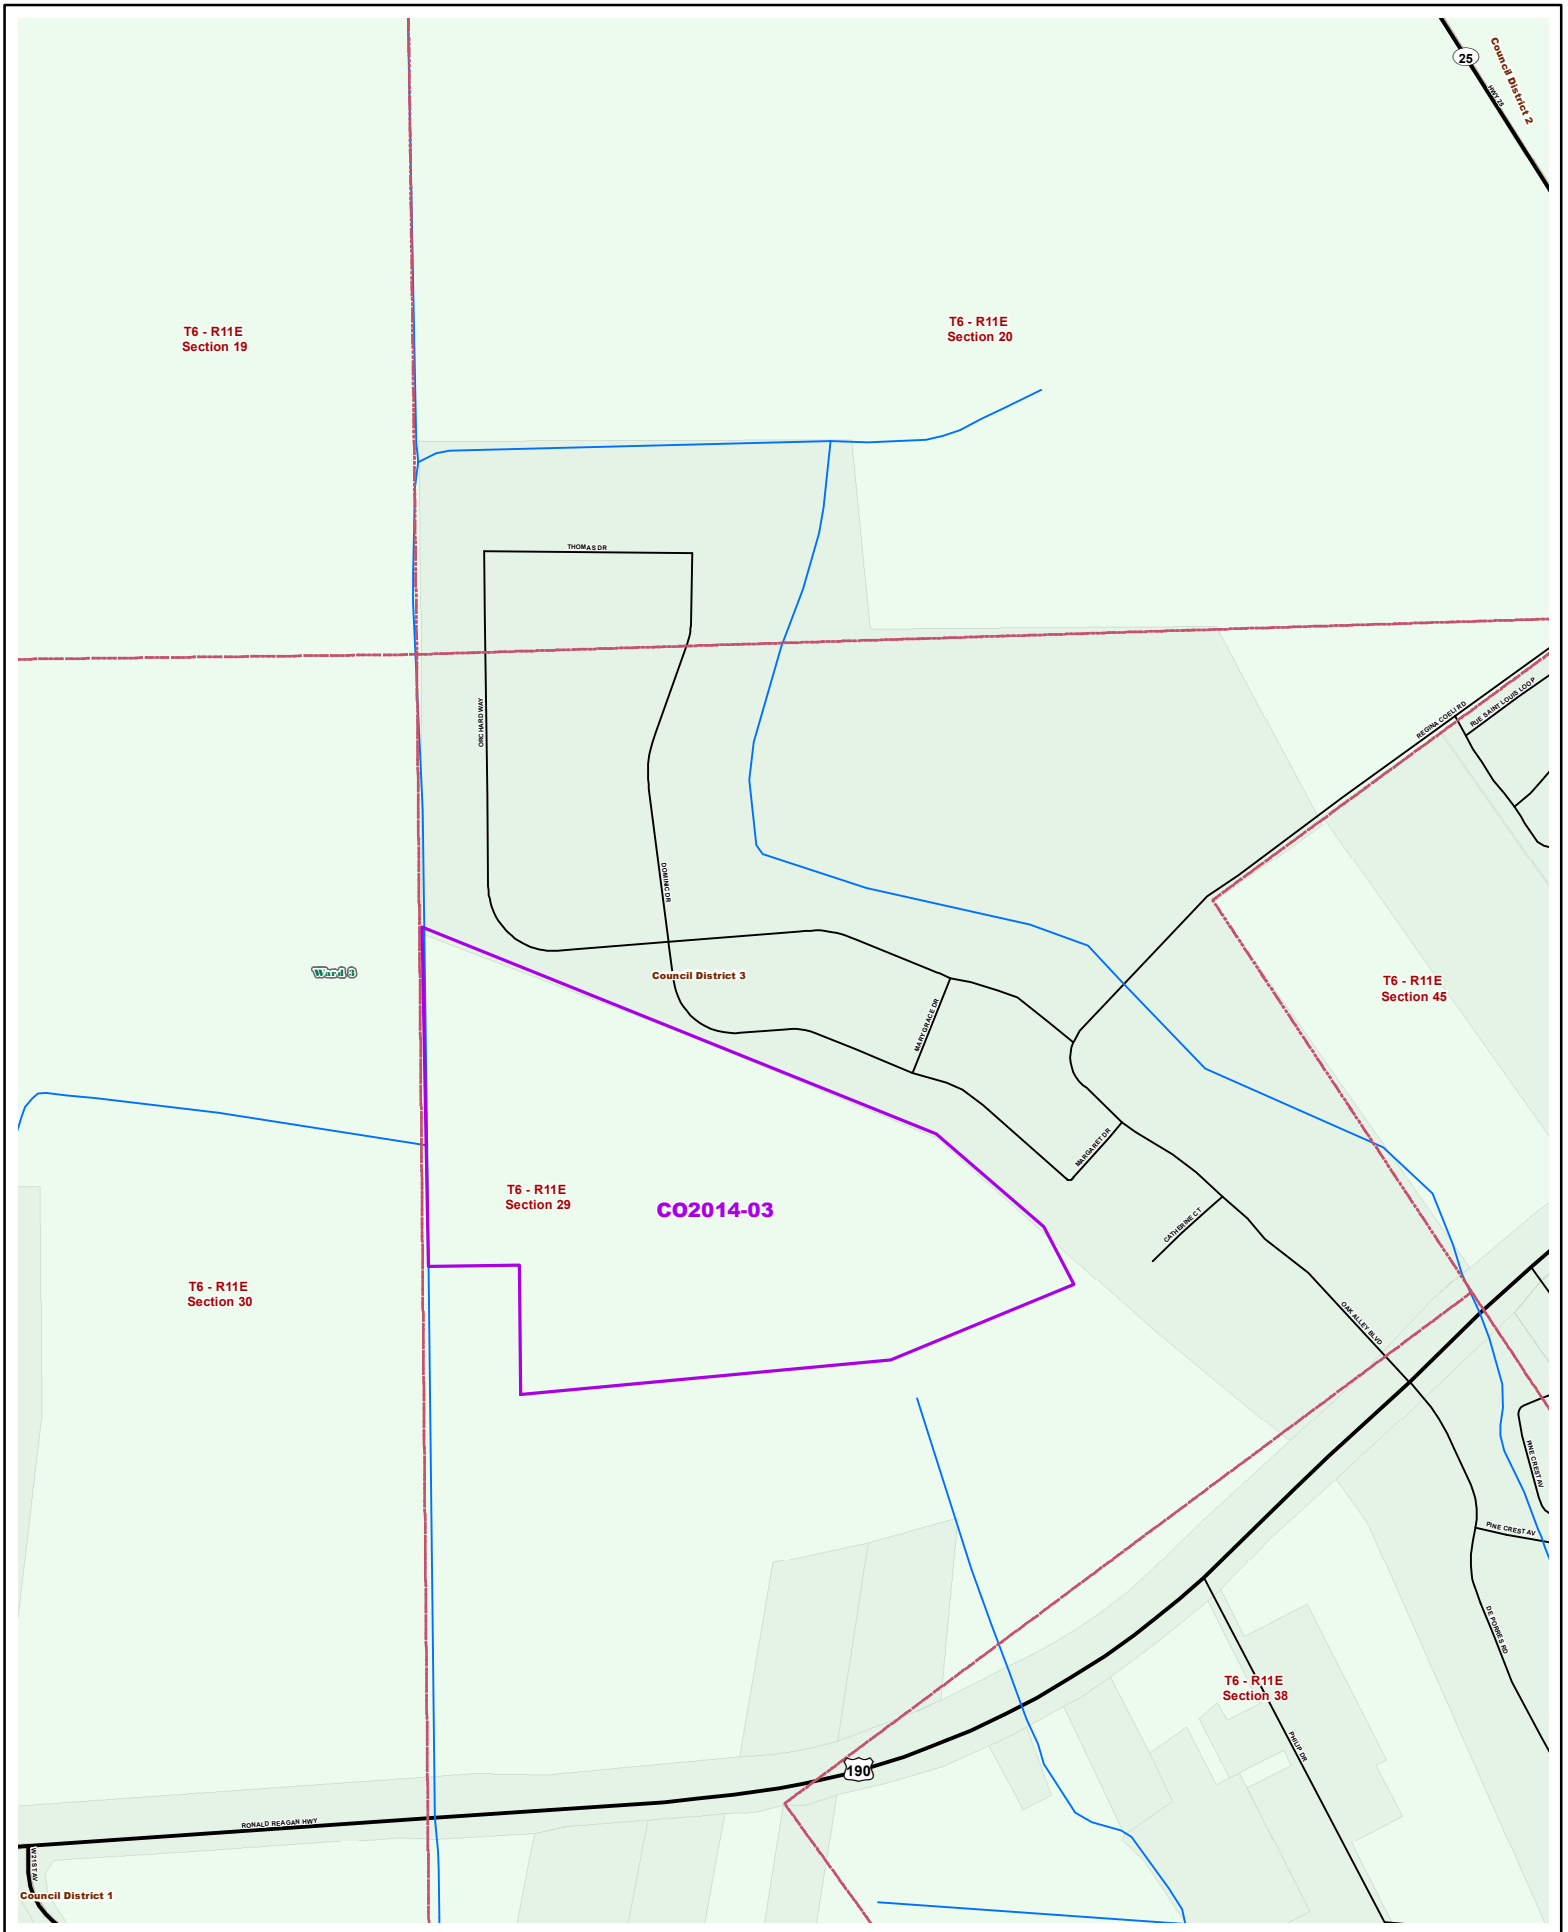 25
Council District 2
HWY 25
T6 - R11E
Section 19
T6 - R11E
Section 20
THOMAS DR
ORCHARD WAY
REGINA COELI RD
RUE SAINT LOUIS LOOP
DOMINIC DR
Ward 3
Council District 3
T6 - R11E
Section 45
MARY GRACE DR
MARGARET DR
T6 - R11E
Section 29
CO2014-03
CATHERINE CT
T6 - R11E
Section 30
OAK ALLEY BLVD
PINE CREST AV
PINE CREST AV
DE PORRES RD
T6 - R11E
Section 38
PHILIP DR
190
RONALD REAGAN HWY
W 21ST AV
Council District 1